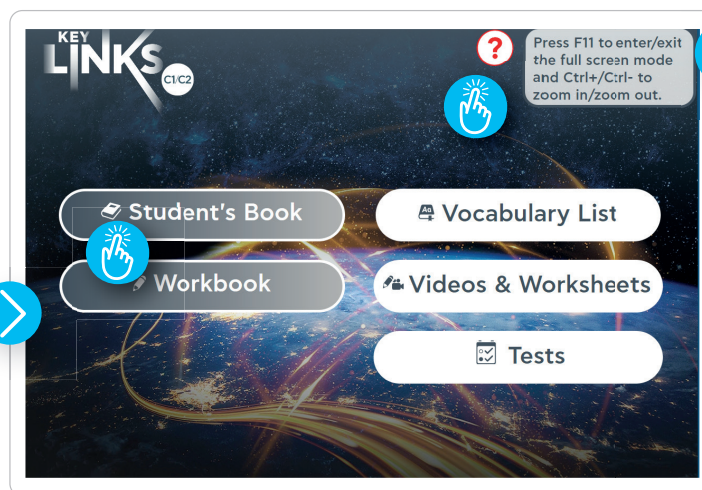 KEY
LINKS
C1/C2
?
Press F11 to enter/exit
the full screen mode
and Ctrl+/Ctrl- to
zoom in/zoom out.
Student's Book
Aa Vocabulary List
Workbook
Videos & Worksheets
Tests